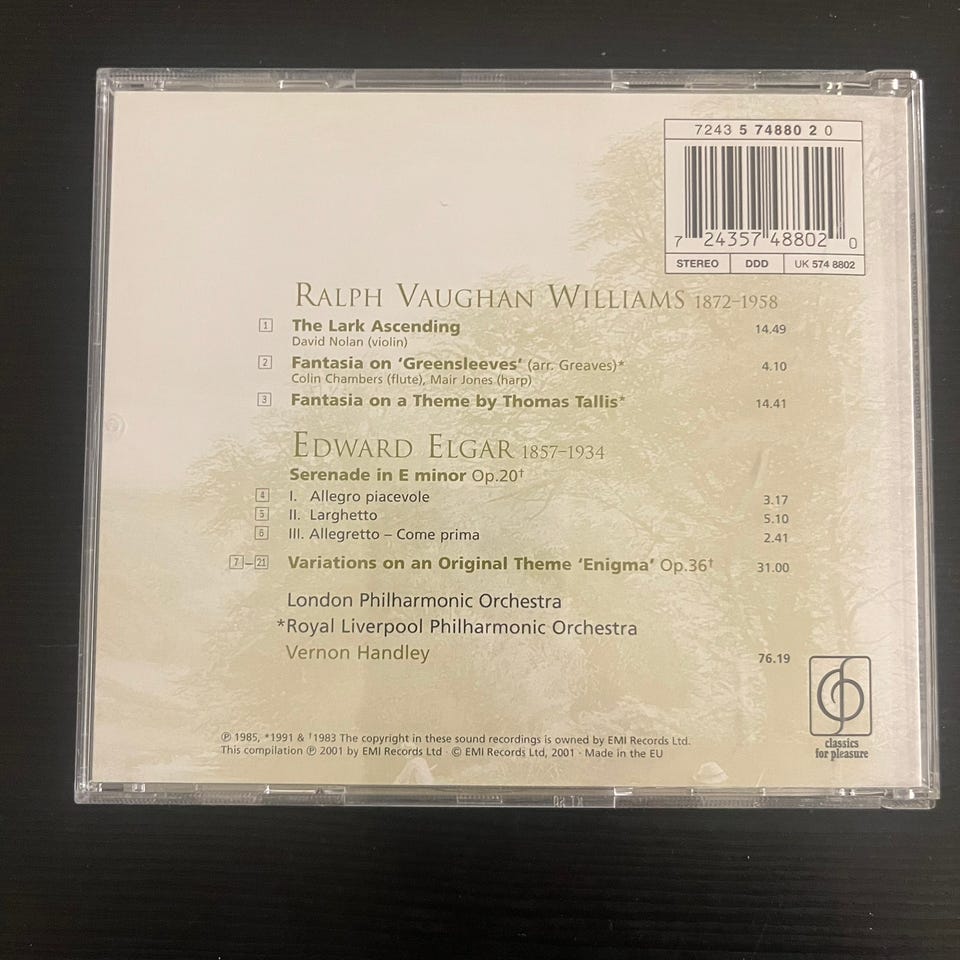 7243 5 74880 2 0
7 24357 48802 0
STEREO DDD UK 574 8802
RALPH VAUGHAN WILLIAMS 1872–1958
1 The Lark Ascending 14.49
David Nolan (violin)
2 Fantasia on ‘Greensleeves’ (arr. Greaves)* 4.10
Colin Chambers (flute), Mair Jones (harp)
3 Fantasia on a Theme by Thomas Tallis* 14.41
EDWARD ELGAR 1857–1934
Serenade in E minor Op.20†
4 I. Allegro piacevole 3.17
5 II. Larghetto 5.10
6 III. Allegretto – Come prima 2.41
7–21 Variations on an Original Theme ‘Enigma’ Op.36† 31.00
London Philharmonic Orchestra
*Royal Liverpool Philharmonic Orchestra
Vernon Handley 76.19
℗ 1985, *1991 & †1983 The copyright in these sound recordings is owned by EMI Records Ltd.
This compilation ℗ 2001 by EMI Records Ltd · © EMI Records Ltd, 2001 · Made in the EU
classics
for pleasure